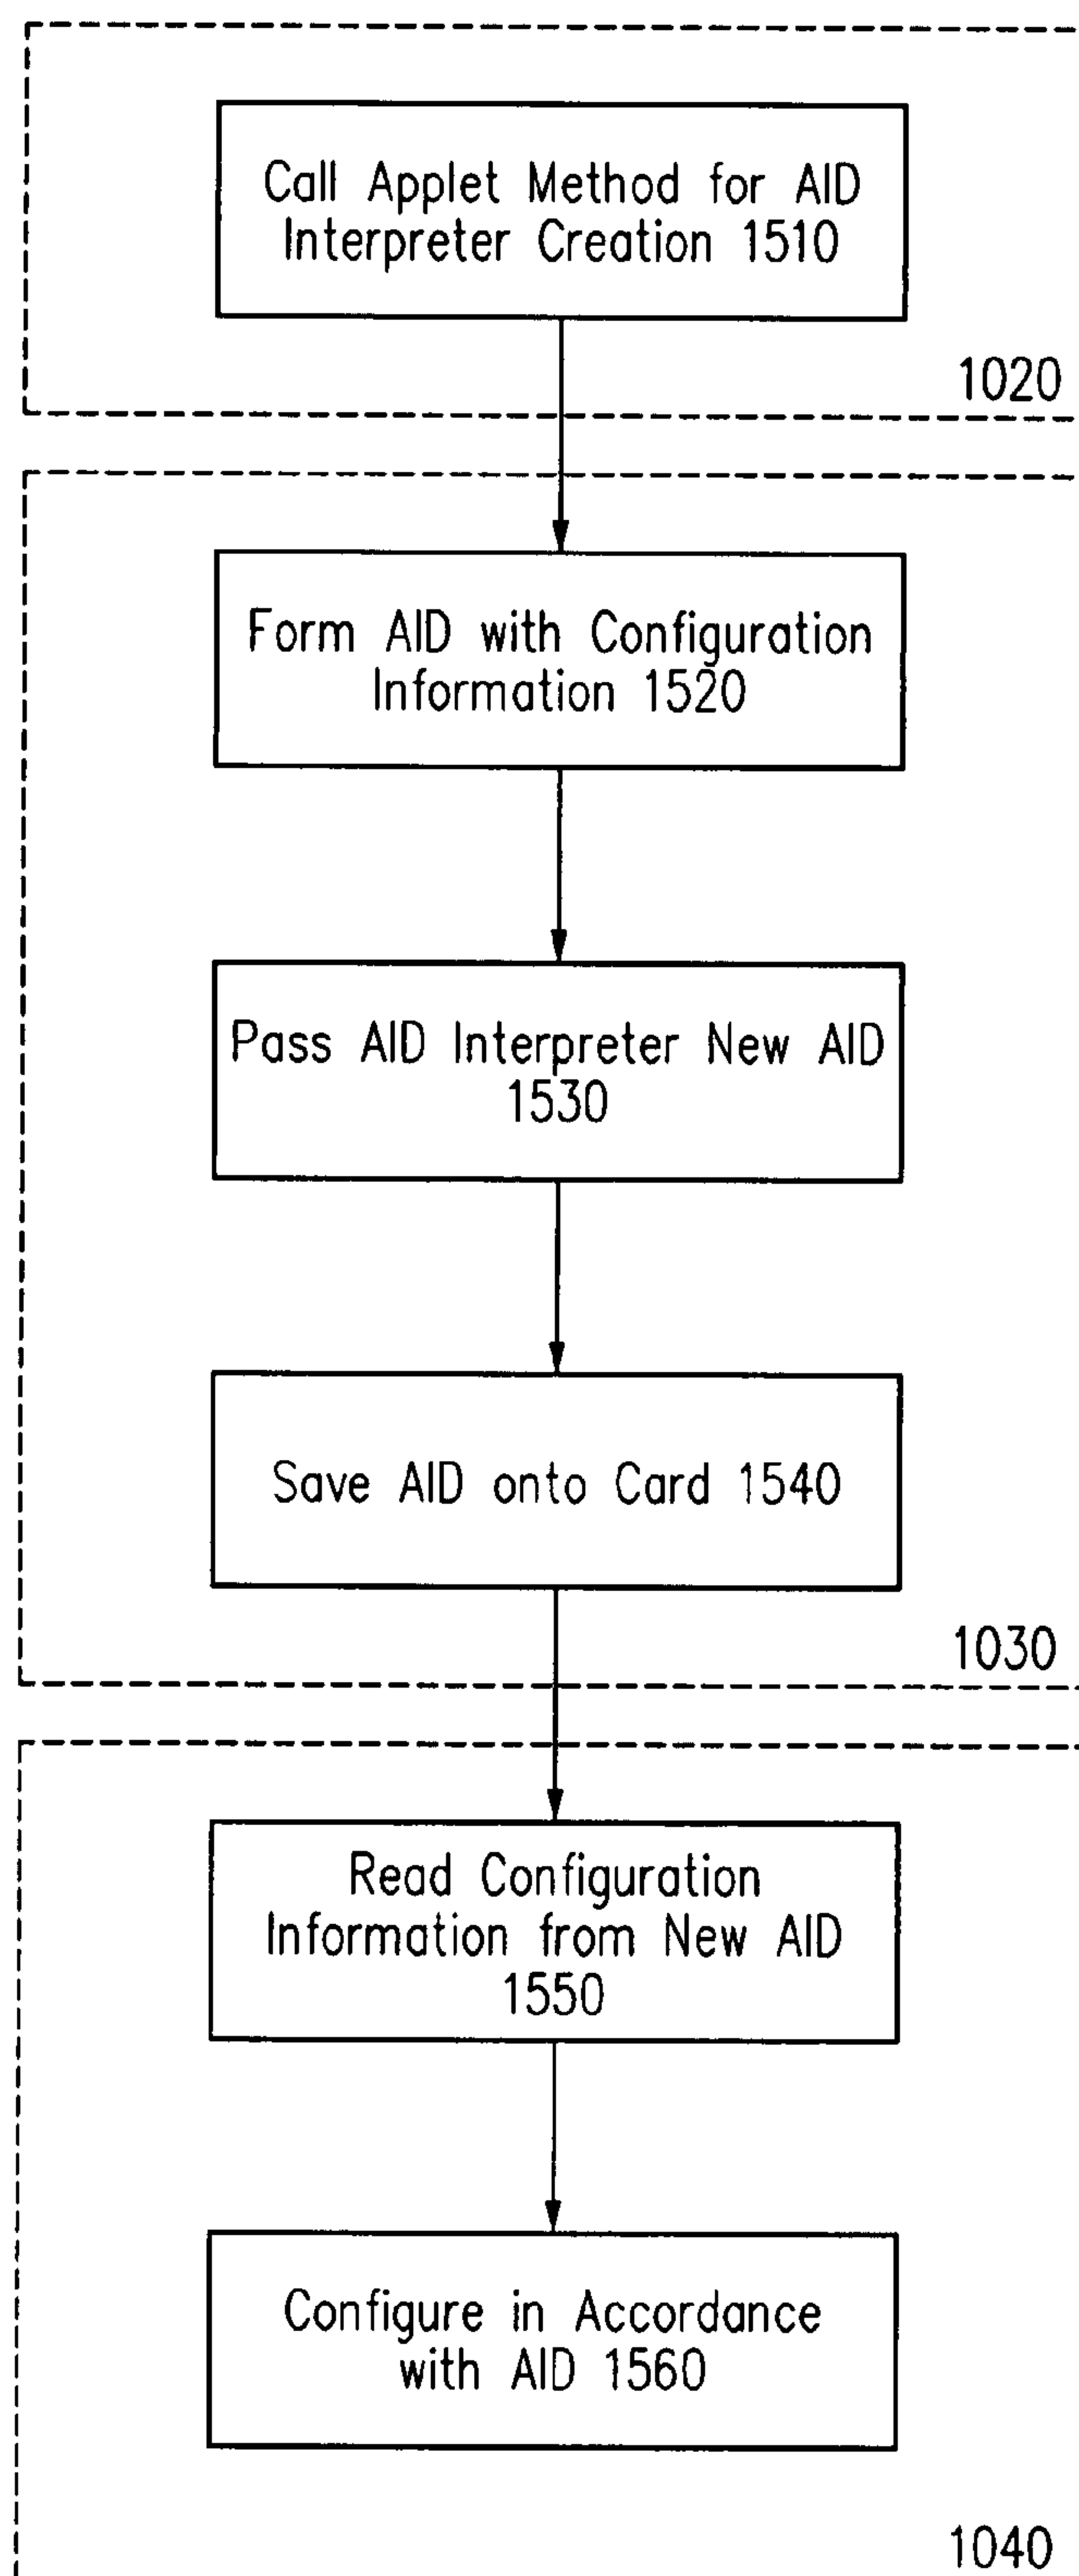 Call Applet Method for AID
Interpreter Creation 1510
1020
Form AID with Configuration
Information 1520
Pass AID Interpreter New AID
1530
Save AID onto Card 1540
1030
Read Configuration
Information from New AID
1550
Configure in Accordance
with AID 1560
1040